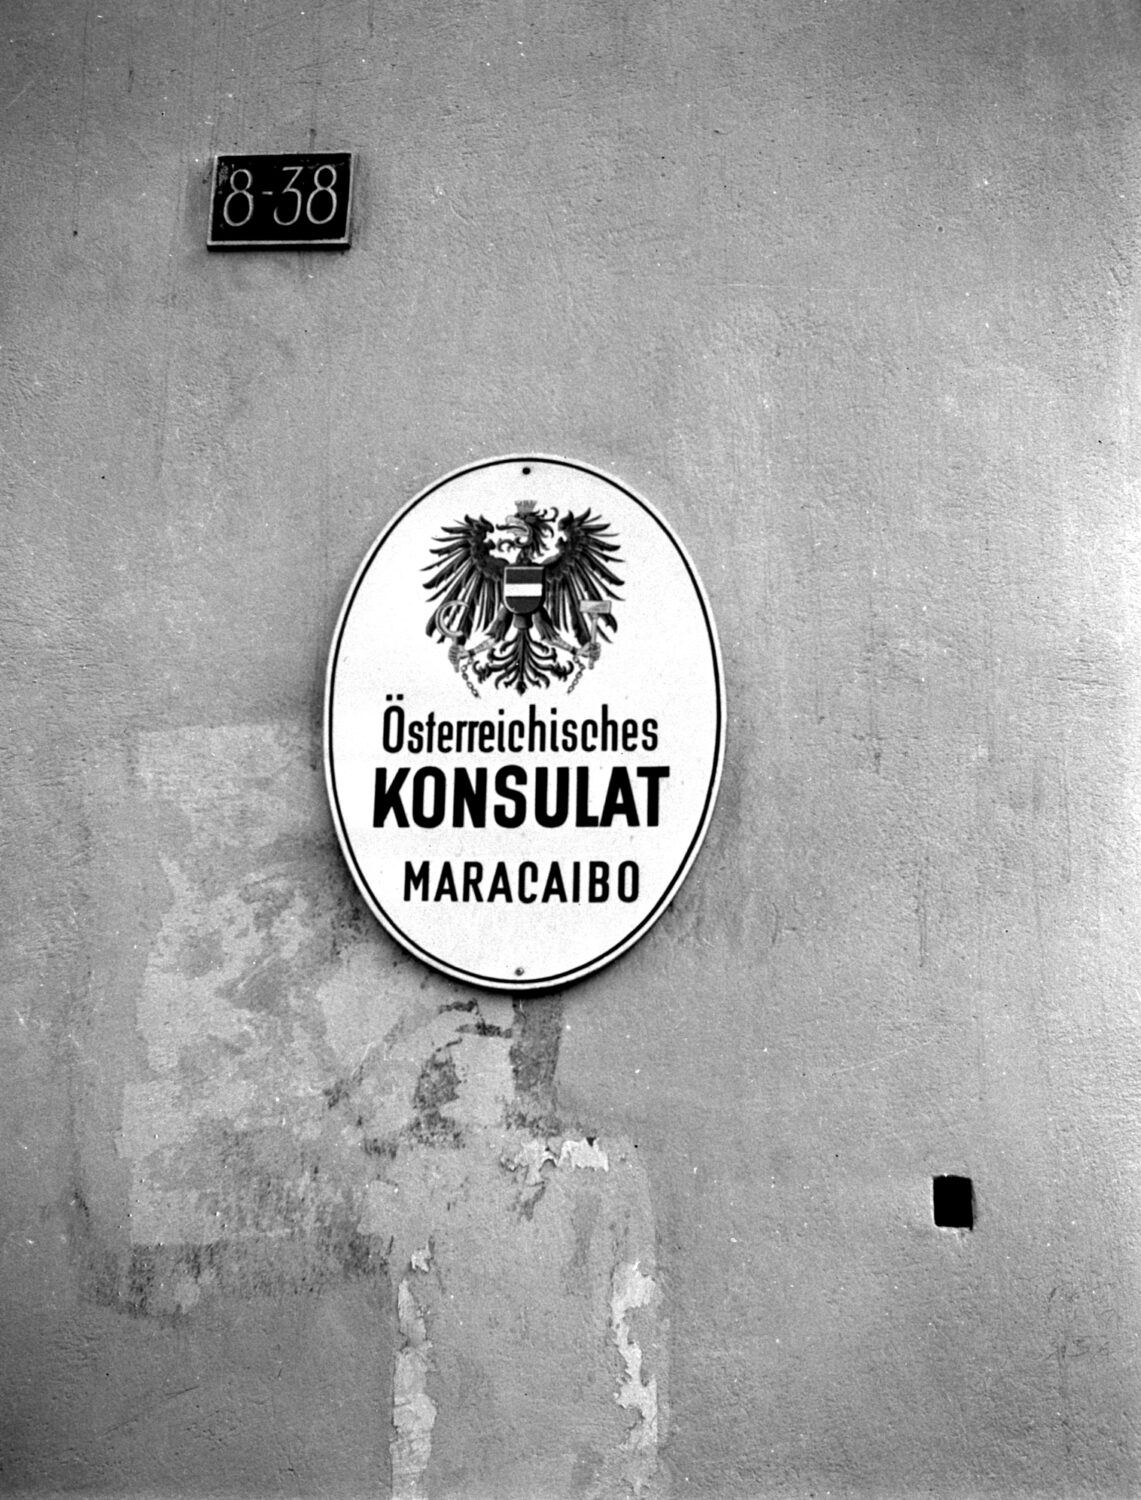 8-38
Österreichisches
KONSULAT
MARACAIBO